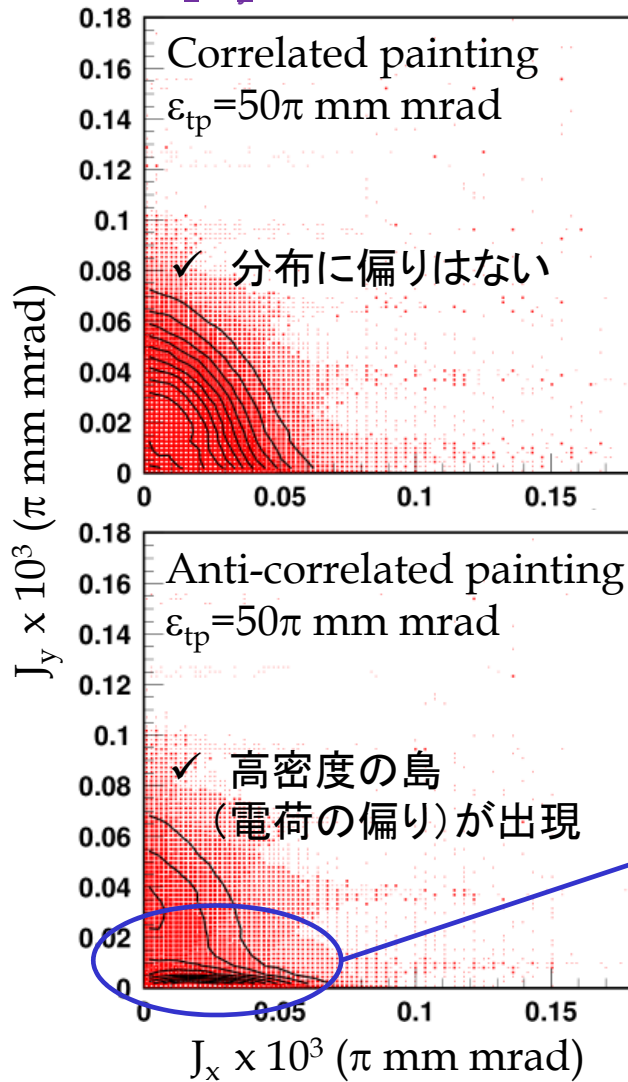 0.18
0.16
0.14
0.12
0.1
0.08
0.06
0.04
0.02
0
Correlated painting
εtp=50π mm mrad
✓ 分布に偏りはない
0 0.05 0.1 0.15
Jy x 10³ (π mm mrad)
0.18
0.16
0.14
0.12
0.1
0.08
0.06
0.04
0.02
0
Anti-correlated painting
εtp=50π mm mrad
✓ 高密度の島
(電荷の偏り)が出現
0 0.05 0.1 0.15
Jx x 10³ (π mm mrad)